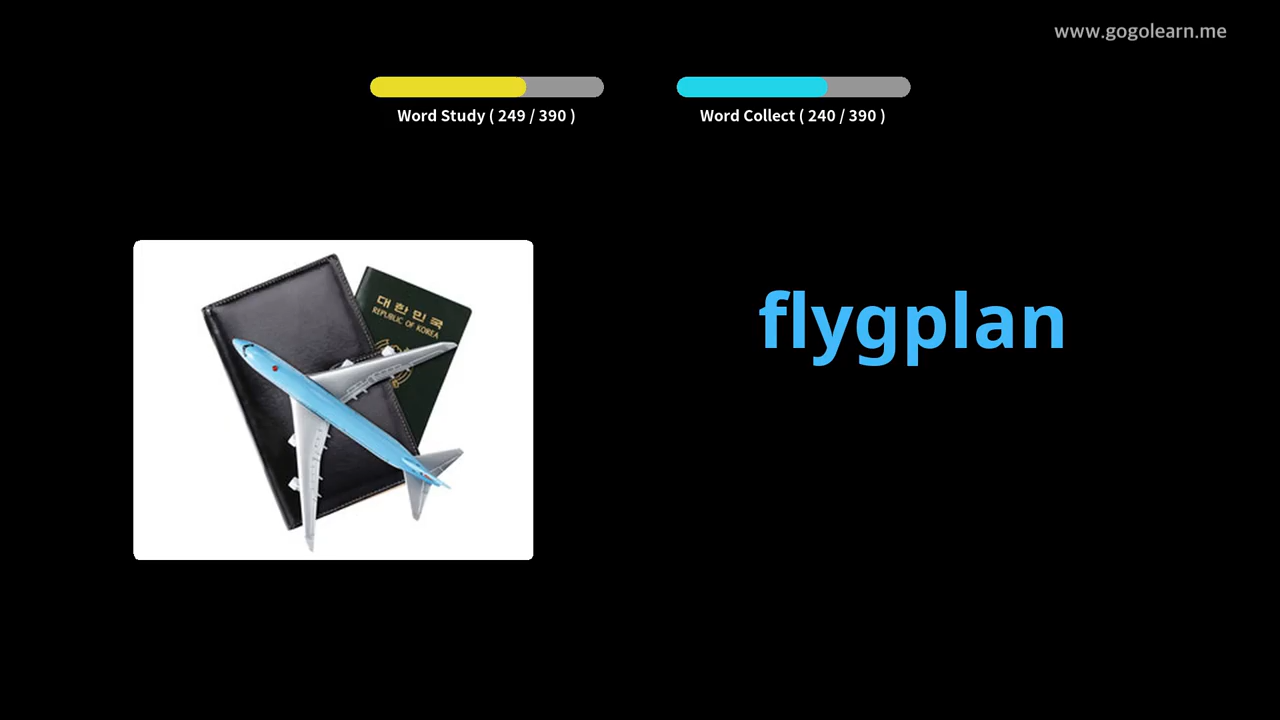 www.gogolearn.me
Word Study ( 249 / 390 )
Word Collect ( 240 / 390 )
대한민국
REPUBLIC OF KOREA
flygplan